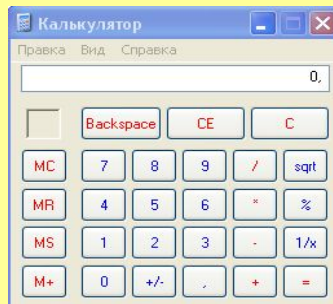 Калькулятор
Правка Вид Справка
0,
Backspace CE C
MC 7 8 9 / sqrt
MR 4 5 6 * %
MS 1 2 3 - 1/x
M+ 0 +/- , + =